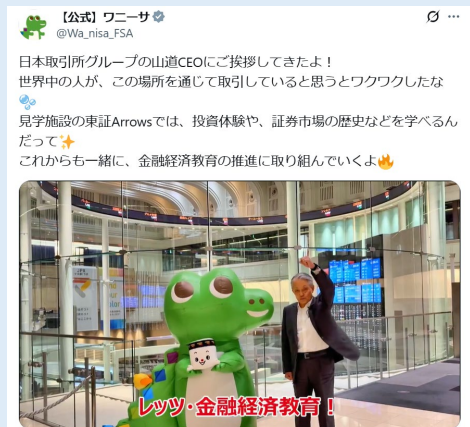 【公式】ワニーサ
@Wa_nisa_FSA
日本取引所グループの山道CEOにご挨拶してきたよ！
世界中の人が、この場所を通じて取引していると思うとワクワクしたな
🫧
見学施設の東証Arrowsでは、投資体験や、証券市場の歴史などを学べるん
だって✨
これからも一緒に、金融経済教育の推進に取り組んでいくよ🔥
レッツ・金融経済教育！